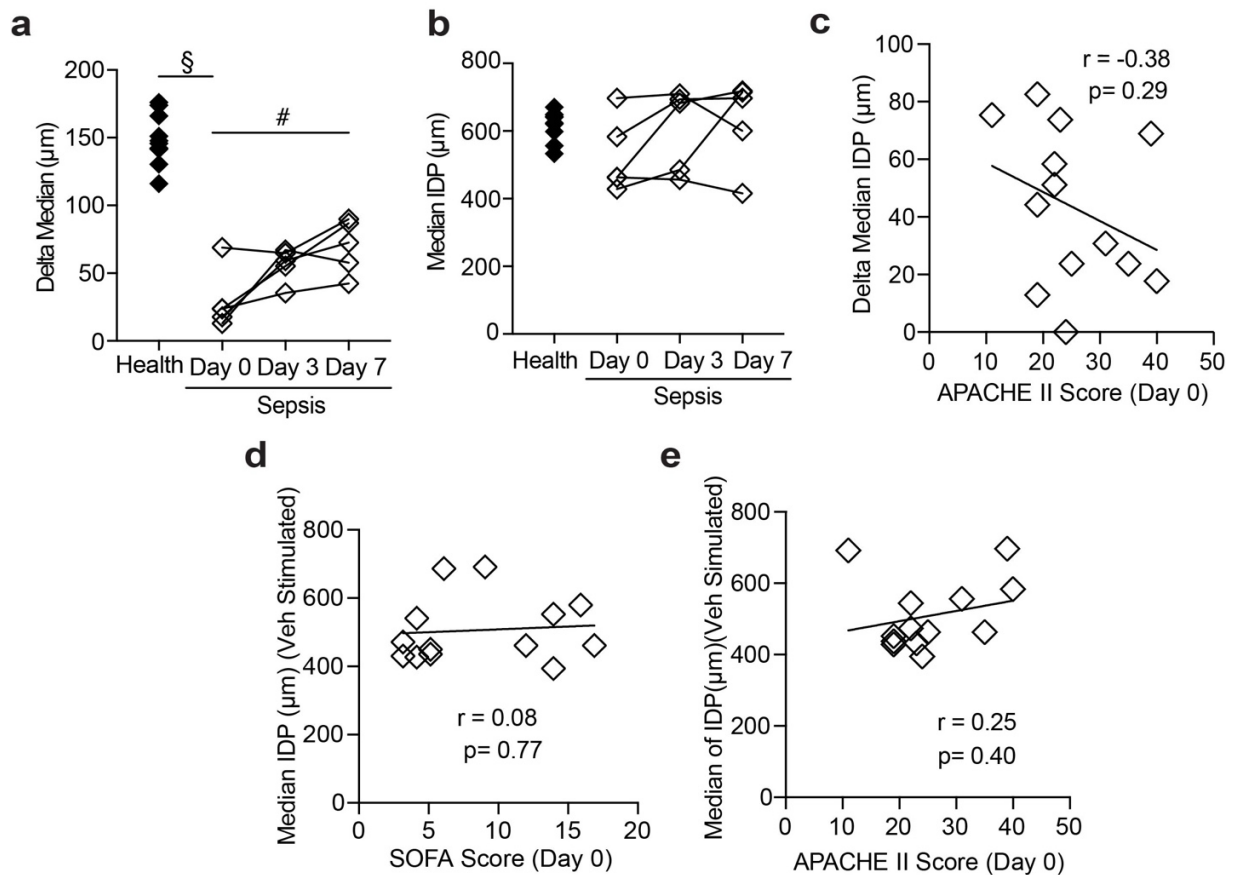 a
Delta Median (µm)
200
150
100
50
0
§
#
Health
Day 0 Day 3 Day 7
Sepsis
b
Median IDP (µm)
800
600
400
200
0
Health
Day 0 Day 3 Day 7
Sepsis
c
Delta Median IDP (µm)
100
80
60
40
20
0
r = -0.38
p= 0.29
0 10 20 30 40 50
APACHE II Score (Day 0)
d
Median IDP (µm) (Veh Stimulated)
800
600
400
200
0
r = 0.08
p= 0.77
0 5 10 15 20
SOFA Score (Day 0)
e
Median of IDP(µm)(Veh Simulated)
800
600
400
200
0
r = 0.25
p= 0.40
0 10 20 30 40 50
APACHE II Score (Day 0)